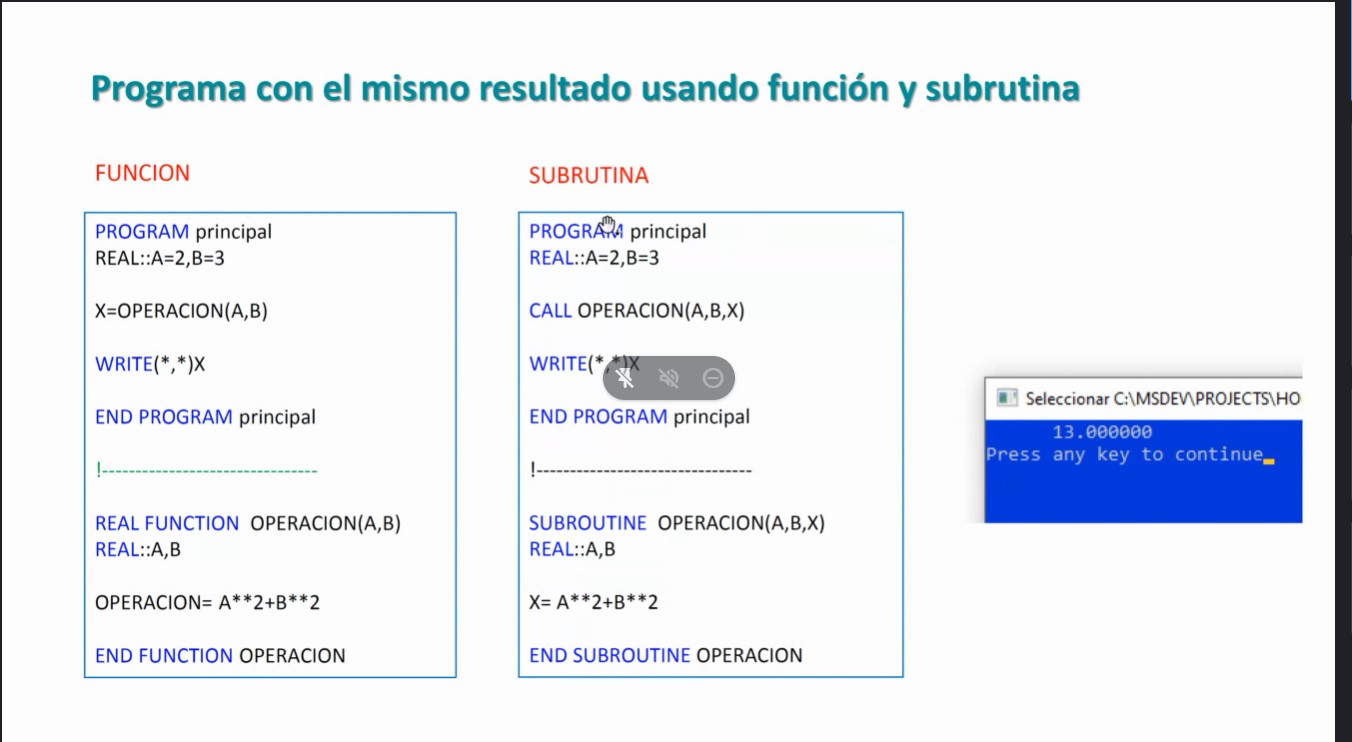 Programa con el mismo resultado usando función y subrutina
FUNCION
PROGRAM principal
REAL::A=2,B=3
X=OPERACION(A,B)
WRITE(*,*)X
END PROGRAM principal
!--------------------------------
REAL FUNCTION  OPERACION(A,B)
REAL::A,B
OPERACION= A**2+B**2
END FUNCTION OPERACION
SUBRUTINA
PROGRAM principal
REAL::A=2,B=3
CALL OPERACION(A,B,X)
WRITE(*,*)X
END PROGRAM principal
!--------------------------------
SUBROUTINE  OPERACION(A,B,X)
REAL::A,B
X= A**2+B**2
END SUBROUTINE OPERACION
Seleccionar C:\MSDEV\PROJECTS\HO
13.000000
Press any key to continue